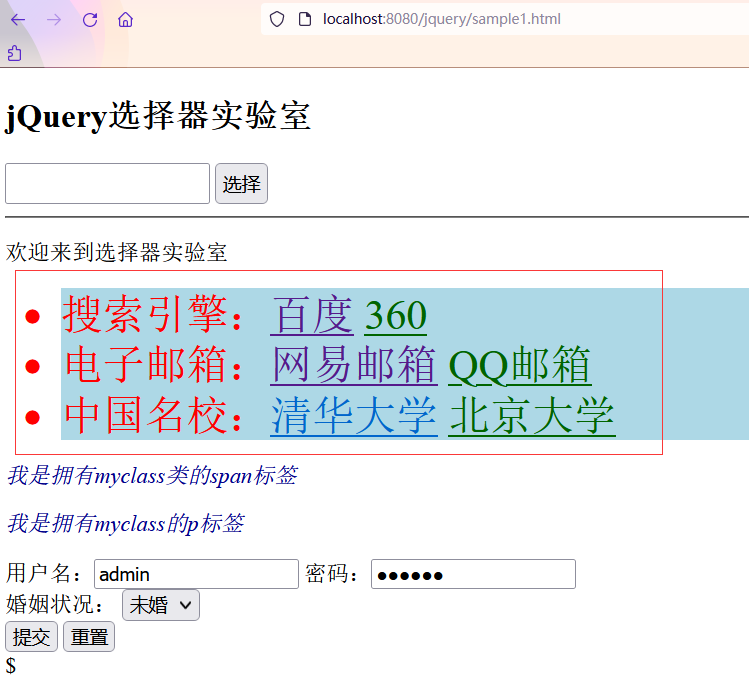 localhost:8080/jquery/sample1.html
jQuery选择器实验室
选择
欢迎来到选择器实验室
搜索引擎：百度 360
电子邮箱：网易邮箱 QQ邮箱
中国名校：清华大学 北京大学
我是拥有myclass类的span标签
我是拥有myclass的p标签
用户名：admin 密码：●●●●●●
婚姻状况： 未婚
提交 重置
$